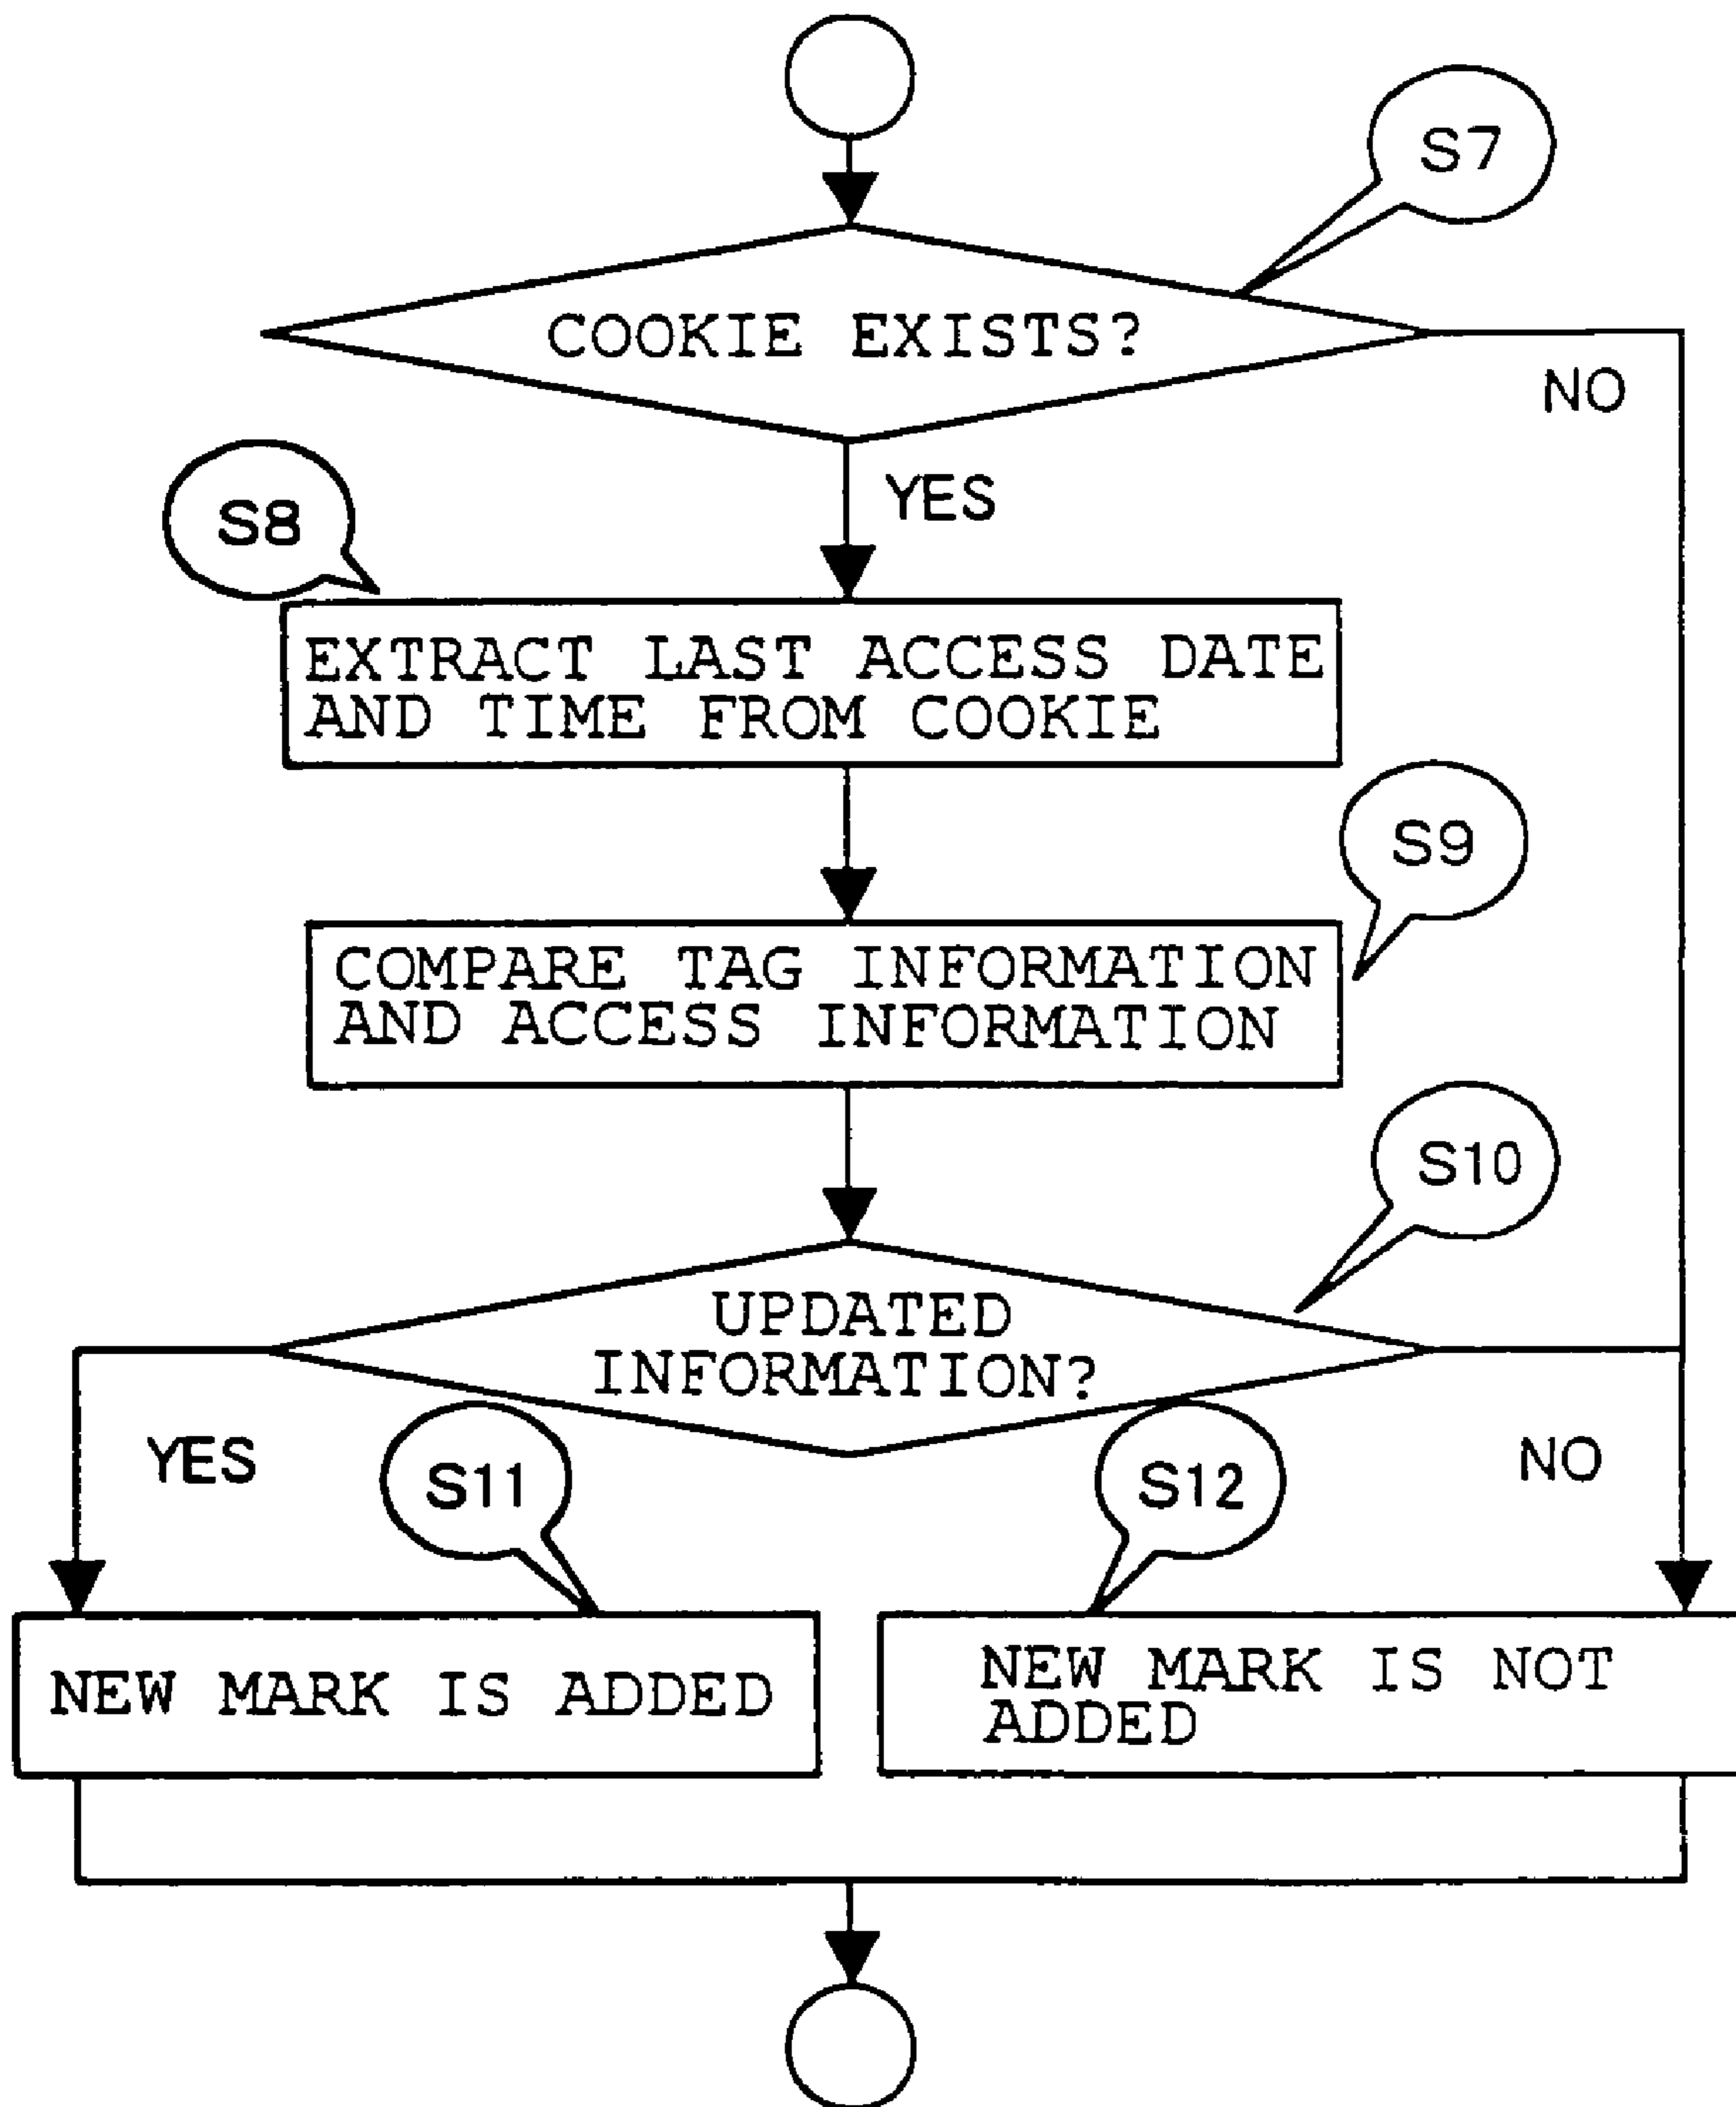 S7
COOKIE EXISTS?
NO
YES
S8
EXTRACT LAST ACCESS DATE
AND TIME FROM COOKIE
S9
COMPARE TAG INFORMATION
AND ACCESS INFORMATION
S10
UPDATED
INFORMATION?
YES
S11
S12
NO
NEW MARK IS ADDED
NEW MARK IS NOT
ADDED